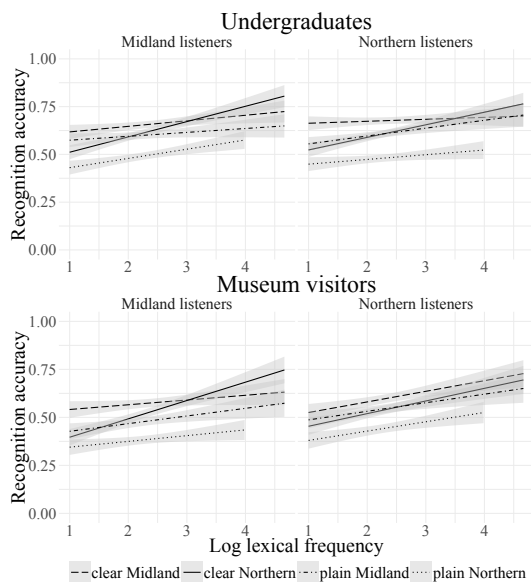 Undergraduates
Midland listeners Northern listeners
Recognition accuracy
1.00
0.75
0.50
0.25
0.00
1 2 3 4 1 2 3 4
Museum visitors
Midland listeners Northern listeners
Recognition accuracy
1.00
0.75
0.50
0.25
0.00
1 2 3 4 1 2 3 4
Log lexical frequency
clear Midland clear Northern plain Midland plain Northern